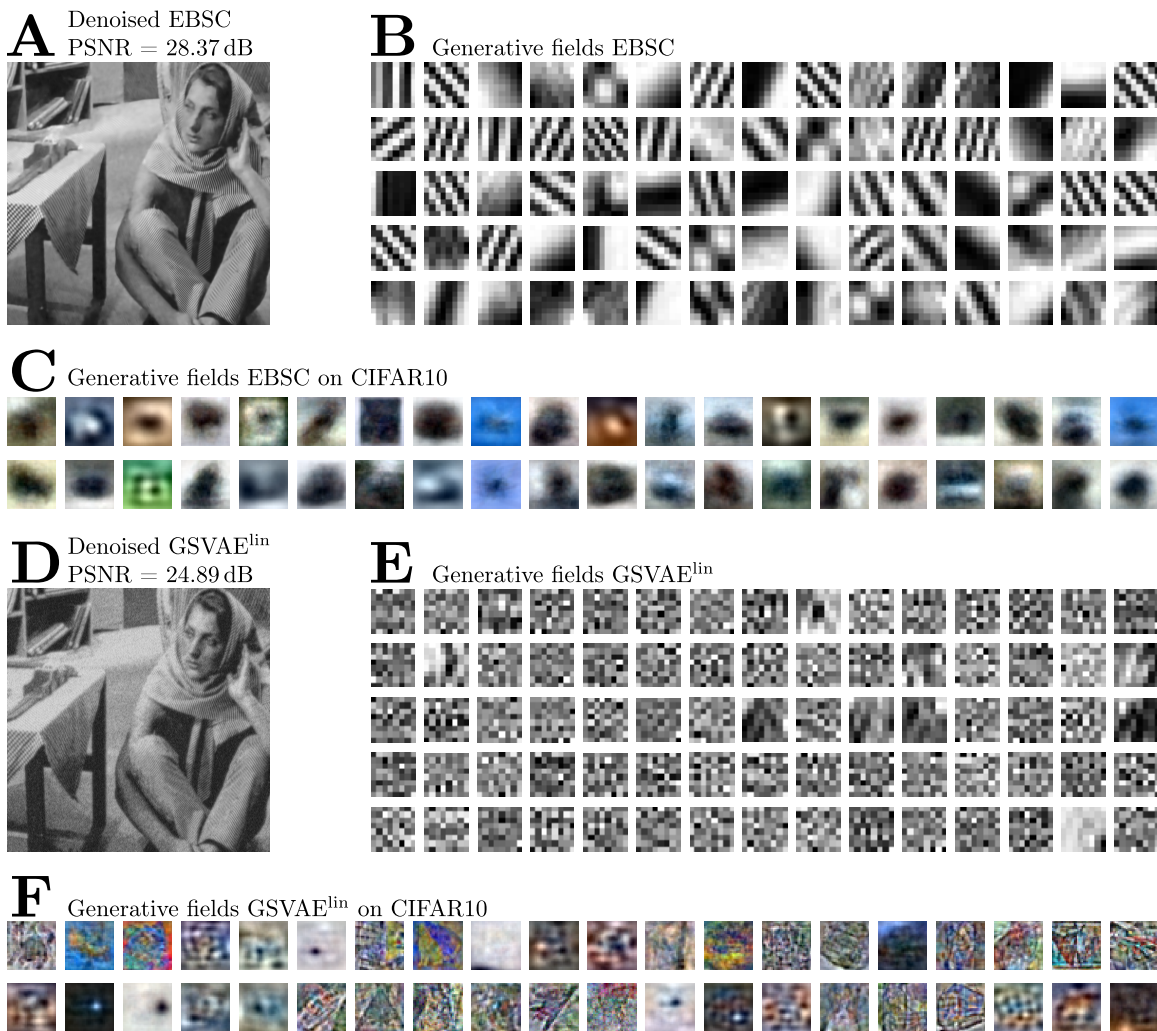 A Denoised EBSC
PSNR = 28.37 dB
B Generative fields EBSC
C Generative fields EBSC on CIFAR10
D Denoised GSVAE^lin
PSNR = 24.89 dB
E Generative fields GSVAE^lin
F Generative fields GSVAE^lin on CIFAR10